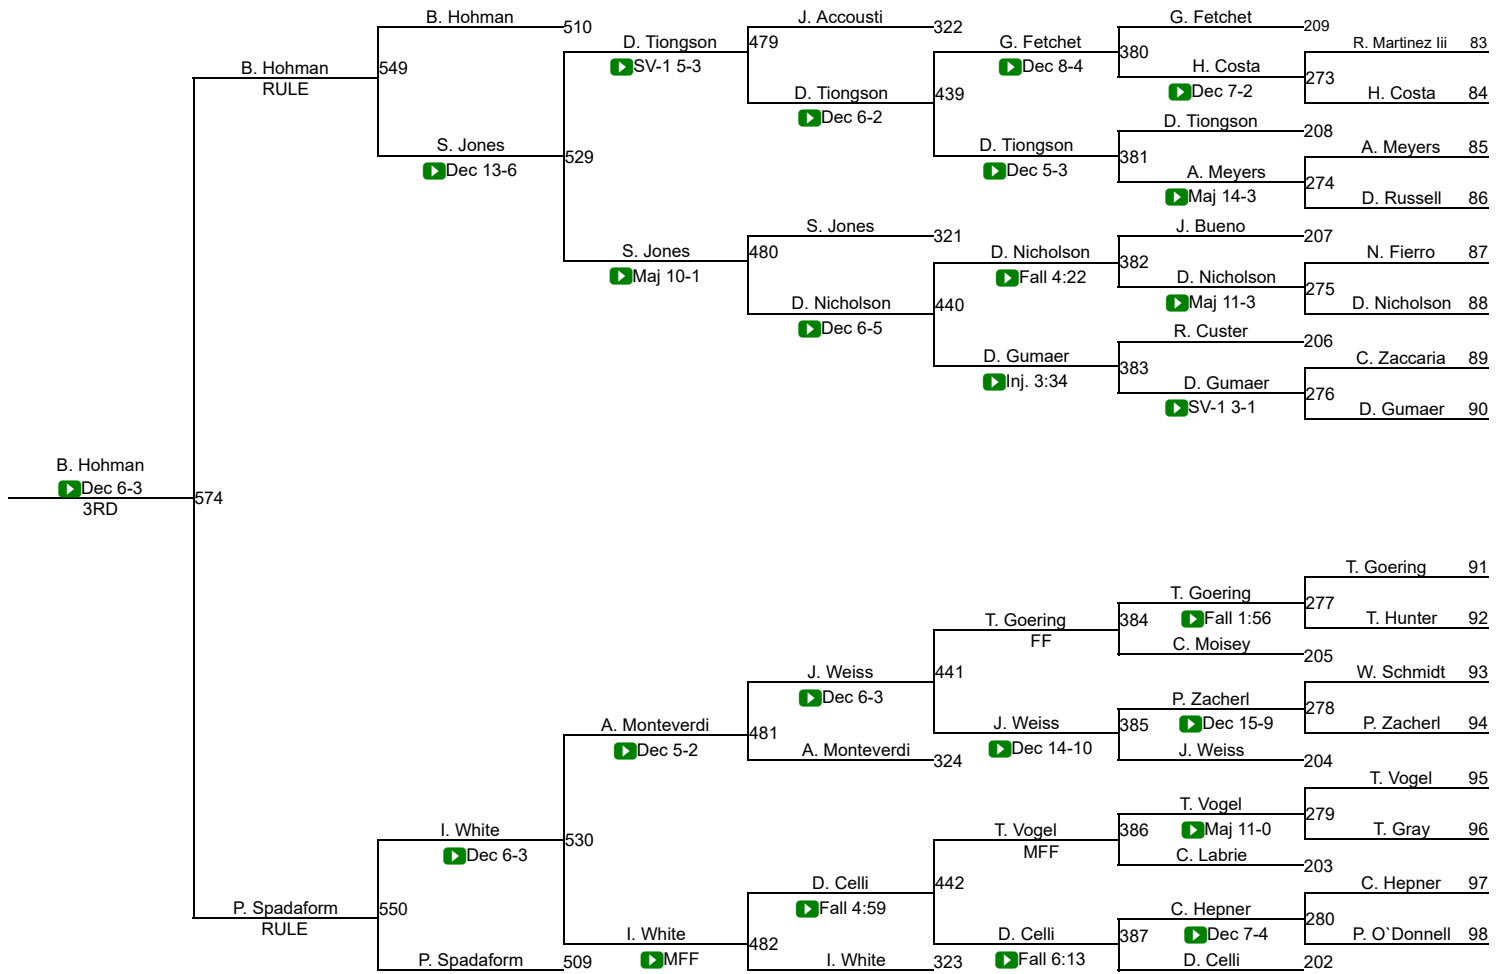 B. Hohman 510
J. Accousti 322
G. Fetchet 209
D. Tiongson 479
SV-1 5-3
G. Fetchet 380
Dec 8-4
R. Martinez Iii 83
B. Hohman 549
RULE
H. Costa 273
Dec 7-2
H. Costa 84
D. Tiongson 439
Dec 6-2
D. Tiongson 208
S. Jones 529
Dec 13-6
D. Tiongson 381
Dec 5-3
A. Meyers 85
A. Meyers 274
Maj 14-3
D. Russell 86
S. Jones 321
J. Bueno 207
S. Jones 480
Maj 10-1
D. Nicholson 382
Fall 4:22
N. Fierro 87
D. Nicholson 275
Maj 11-3
D. Nicholson 88
D. Nicholson 440
Dec 6-5
R. Custer 206
D. Gumaer 383
Inj. 3:34
C. Zaccaria 89
D. Gumaer 276
SV-1 3-1
D. Gumaer 90
B. Hohman
Dec 6-3 574
3RD
T. Goering 91
T. Goering 277
Fall 1:56
T. Goering 384
FF
T. Hunter 92
C. Moisey 205
J. Weiss 441
Dec 6-3
W. Schmidt 93
P. Zacherl 278
Dec 15-9
A. Monteverdi 481
Dec 5-2
J. Weiss 385
Dec 14-10
P. Zacherl 94
A. Monteverdi 324
J. Weiss 204
T. Vogel 95
T. Vogel 279
Maj 11-0
I. White 530
Dec 6-3
T. Vogel 386
MFF
T. Gray 96
C. Labrie 203
D. Celli 442
Fall 4:59
C. Hepner 97
P. Spadaform 550
RULE
C. Hepner 280
Dec 7-4
I. White 482
MFF
D. Celli 387
Fall 6:13
P. O`Donnell 98
P. Spadaform 509
I. White 323
D. Celli 202